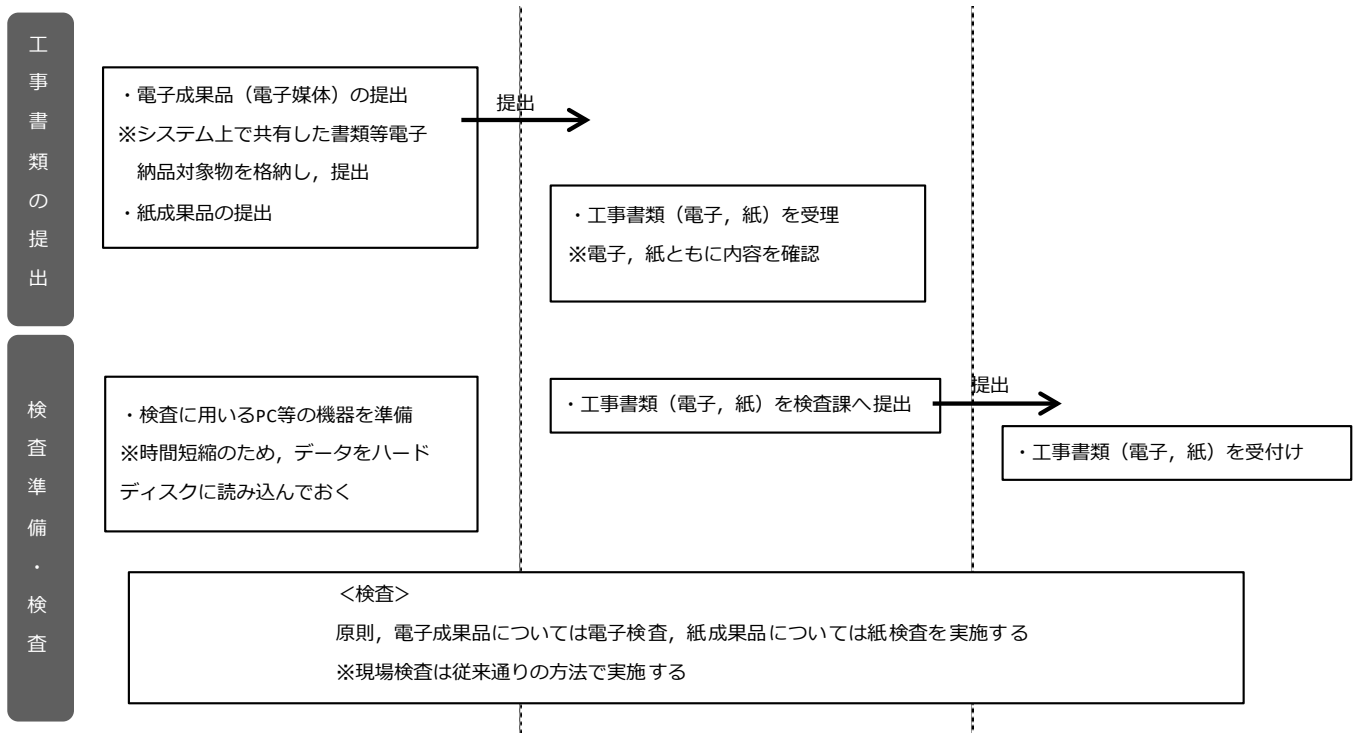 工事書類の提出
・電子成果品（電子媒体）の提出
※システム上で共有した書類等電子
納品対象物を格納し，提出
・紙成果品の提出
提出
・工事書類（電子，紙）を受理
※電子，紙ともに内容を確認
検査準備・検査
・検査に用いるPC等の機器を準備
※時間短縮のため，データをハード
ディスクに読み込んでおく
・工事書類（電子，紙）を検査課へ提出
提出
・工事書類（電子，紙）を受付け
＜検査＞
原則，電子成果品については電子検査，紙成果品については紙検査を実施する
※現場検査は従来通りの方法で実施する